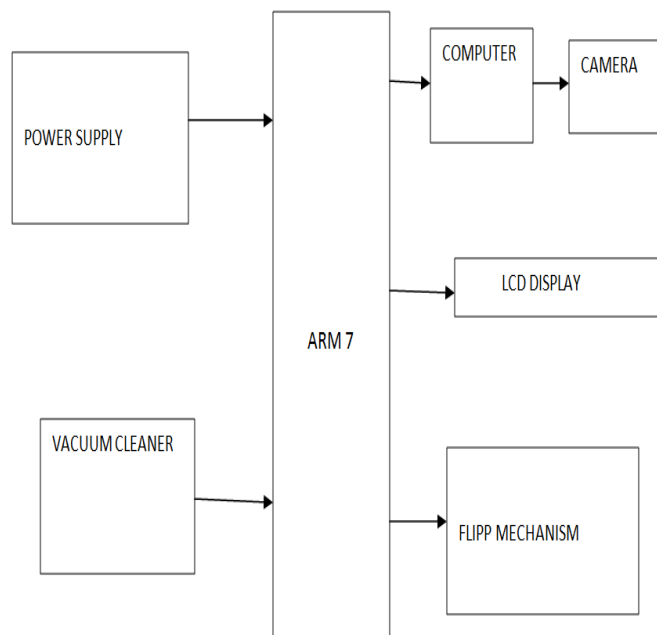 COMPUTER
CAMERA
POWER SUPPLY
LCD DISPLAY
ARM 7
VACUUM CLEANER
FLIPP MECHANISM